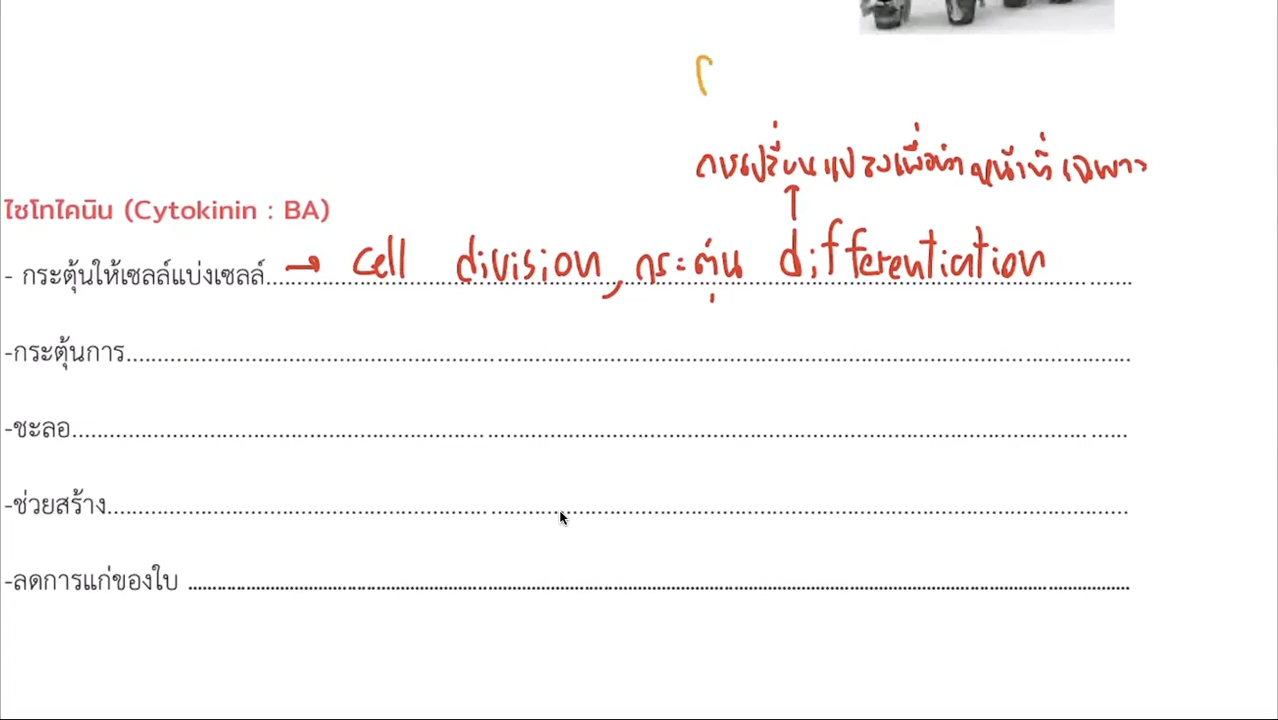 การเปลี่ยนแปลงเพื่อทำหน้าที่เฉพาะ
ไซโทไคนิน (Cytokinin : BA)
- กระตุ้นให้เซลล์แบ่งเซลล์ → cell division, กระตุ้น differentiation
-กระตุ้นการ
-ชะลอ
-ช่วยสร้าง
-ลดการแก่ของใบ